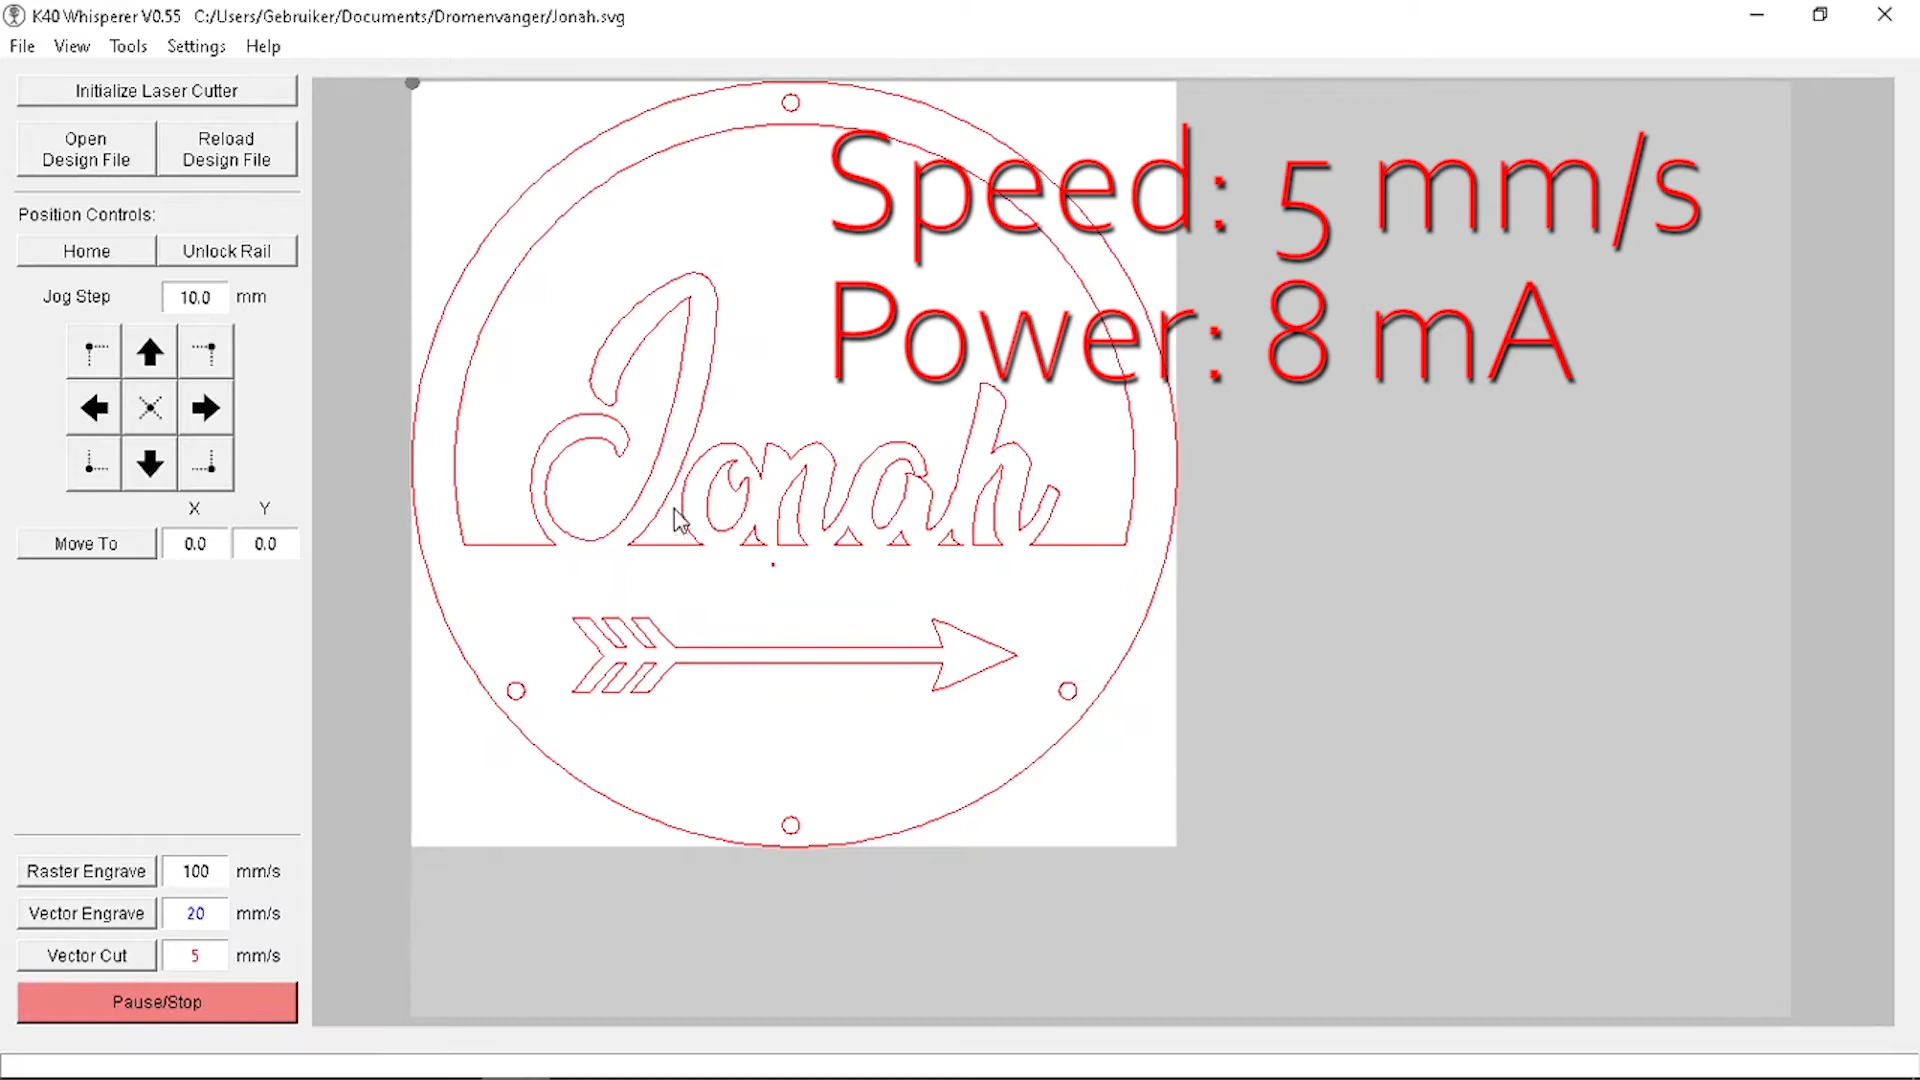 K40 Whisperer V0.55 C:/Users/Gebruiker/Documents/Dromenvanger/Jonah.svg
File View Tools Settings Help
Initialize Laser Cutter
Open Design File
Reload Design File
Position Controls:
Home Unlock Rail
Jog Step 10.0 mm
X Y
Move To 0.0 0.0
Raster Engrave 100 mm/s
Vector Engrave 20 mm/s
Vector Cut 5 mm/s
Pause/Stop
Speed: 5 mm/s
Power: 8 mA
Jonah